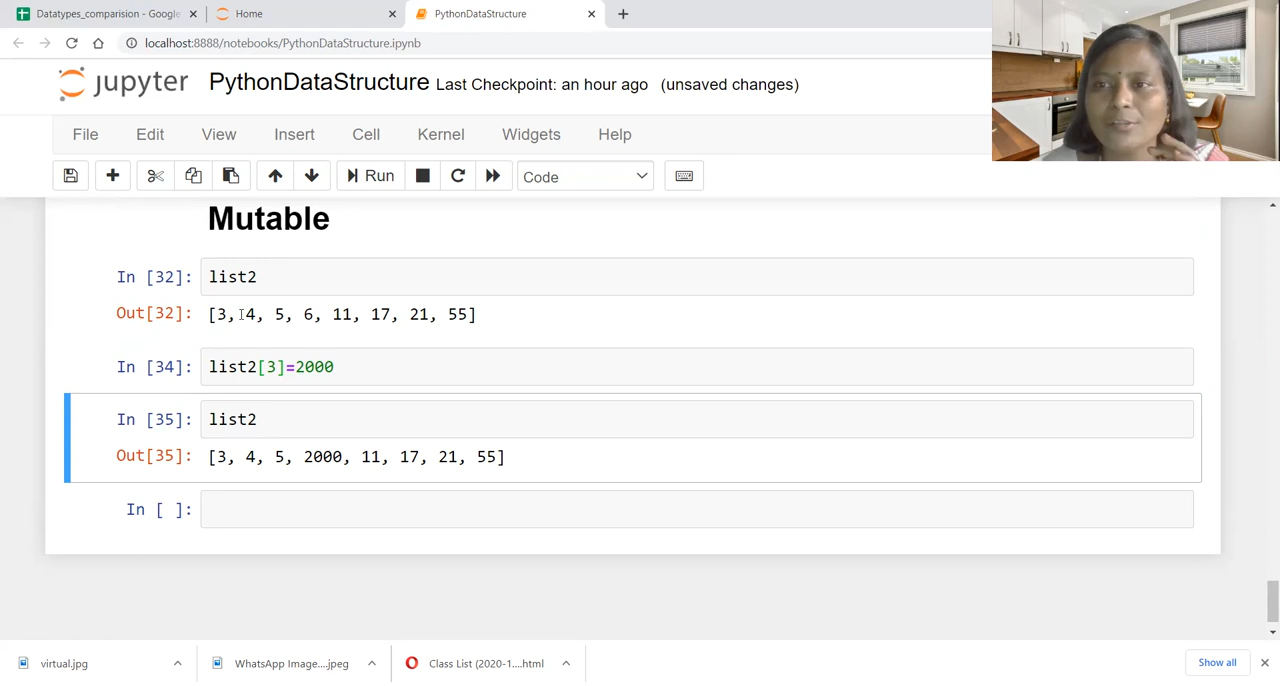 Datatypes_comparision - Google
Home
PythonDataStructure
localhost:8888/notebooks/PythonDataStructure.ipynb
jupyter PythonDataStructure Last Checkpoint: an hour ago (unsaved changes)
File Edit View Insert Cell Kernel Widgets Help
Run Code
Mutable
In [32]: list2
Out[32]: [3, 4, 5, 6, 11, 17, 21, 55]
In [34]: list2[3]=2000
In [35]: list2
Out[35]: [3, 4, 5, 2000, 11, 17, 21, 55]
In [ ]:
virtual.jpg WhatsApp Image....jpeg Class List (2020-1....html Show all